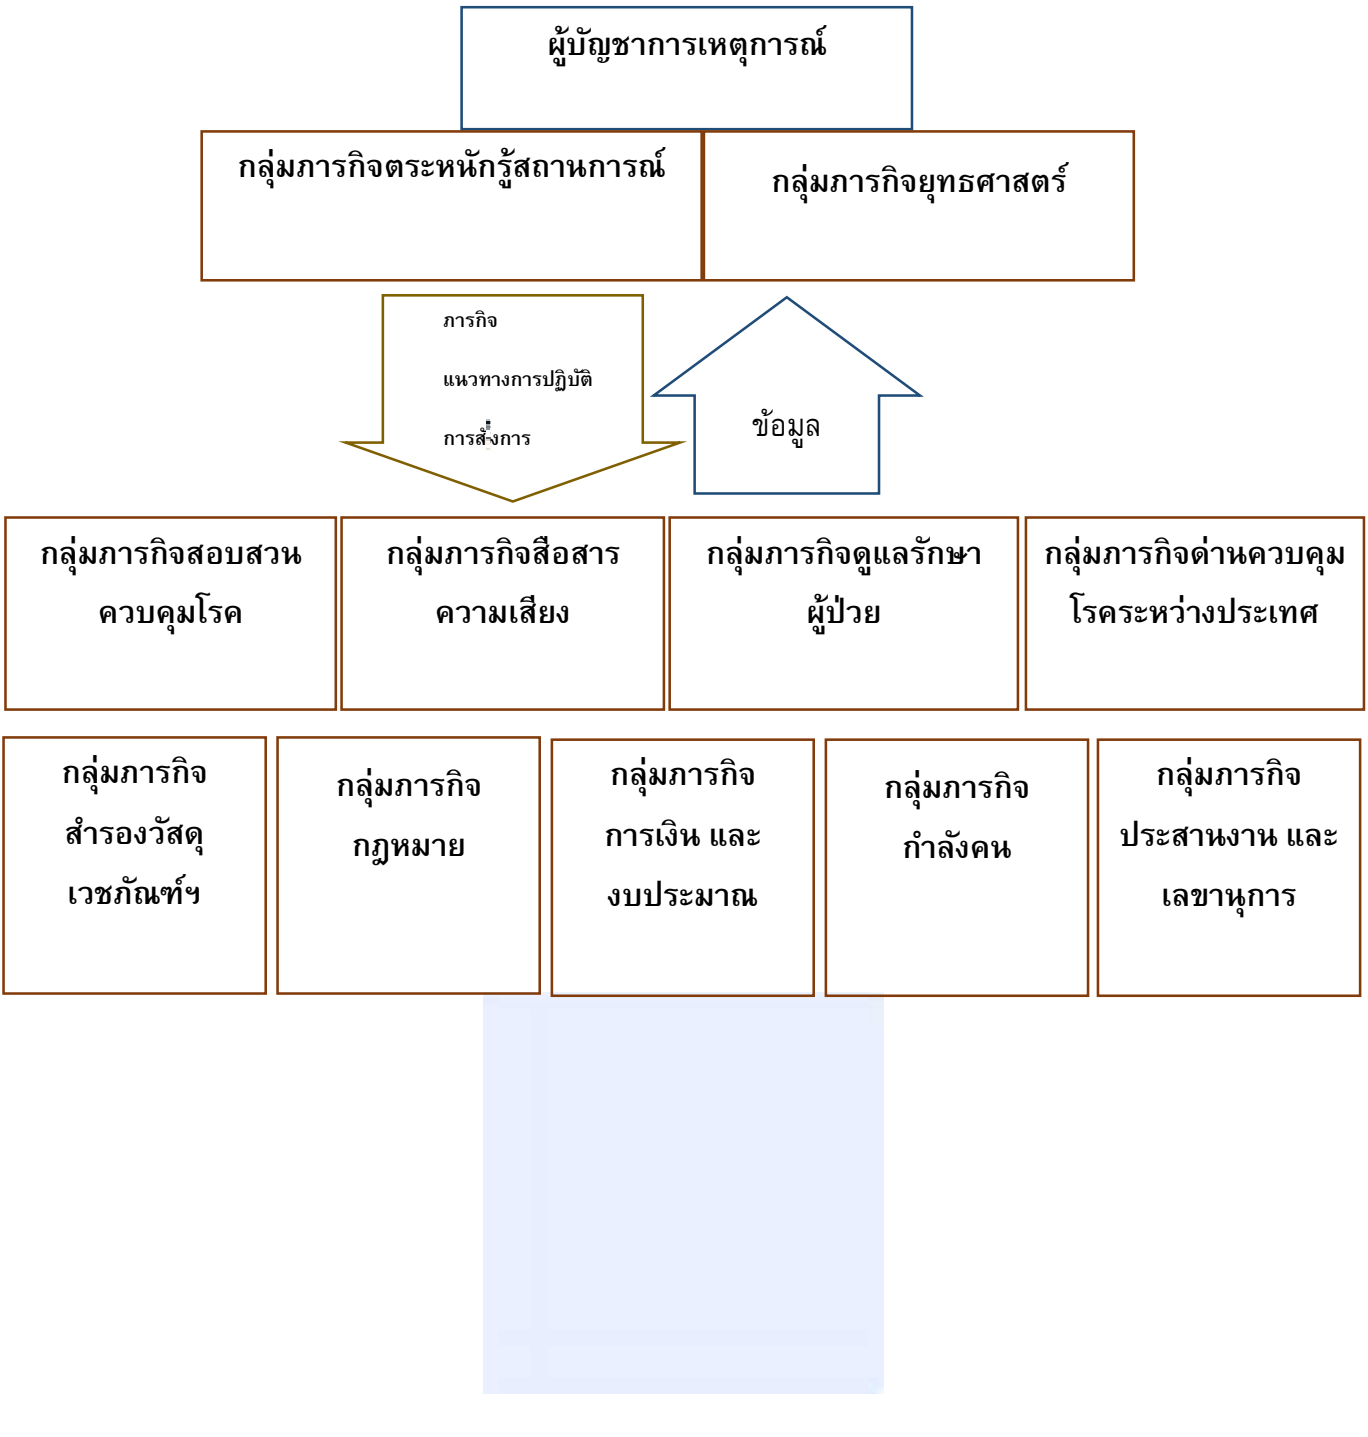 ผู้บัญชาการเหตุการณ์
กลุ่มภารกิจตระหนักรู้สถานการณ์
กลุ่มภารกิจยุทธศาสตร์
ภารกิจ
แนวทางการปฏิบัติ
การสั่งการ
ข้อมูล
กลุ่มภารกิจสอบสวน
ควบคุมโรค
กลุ่มภารกิจสื่อสาร
ความเสี่ยง
กลุ่มภารกิจดูแลรักษา
ผู้ป่วย
กลุ่มภารกิจด่านควบคุม
โรคระหว่างประเทศ
กลุ่มภารกิจ
สำรองวัสดุ
เวชภัณฑ์ฯ
กลุ่มภารกิจ
กฎหมาย
กลุ่มภารกิจ
การเงิน และ
งบประมาณ
กลุ่มภารกิจ
กำลังคน
กลุ่มภารกิจ
ประสานงาน และ
เลขานุการ